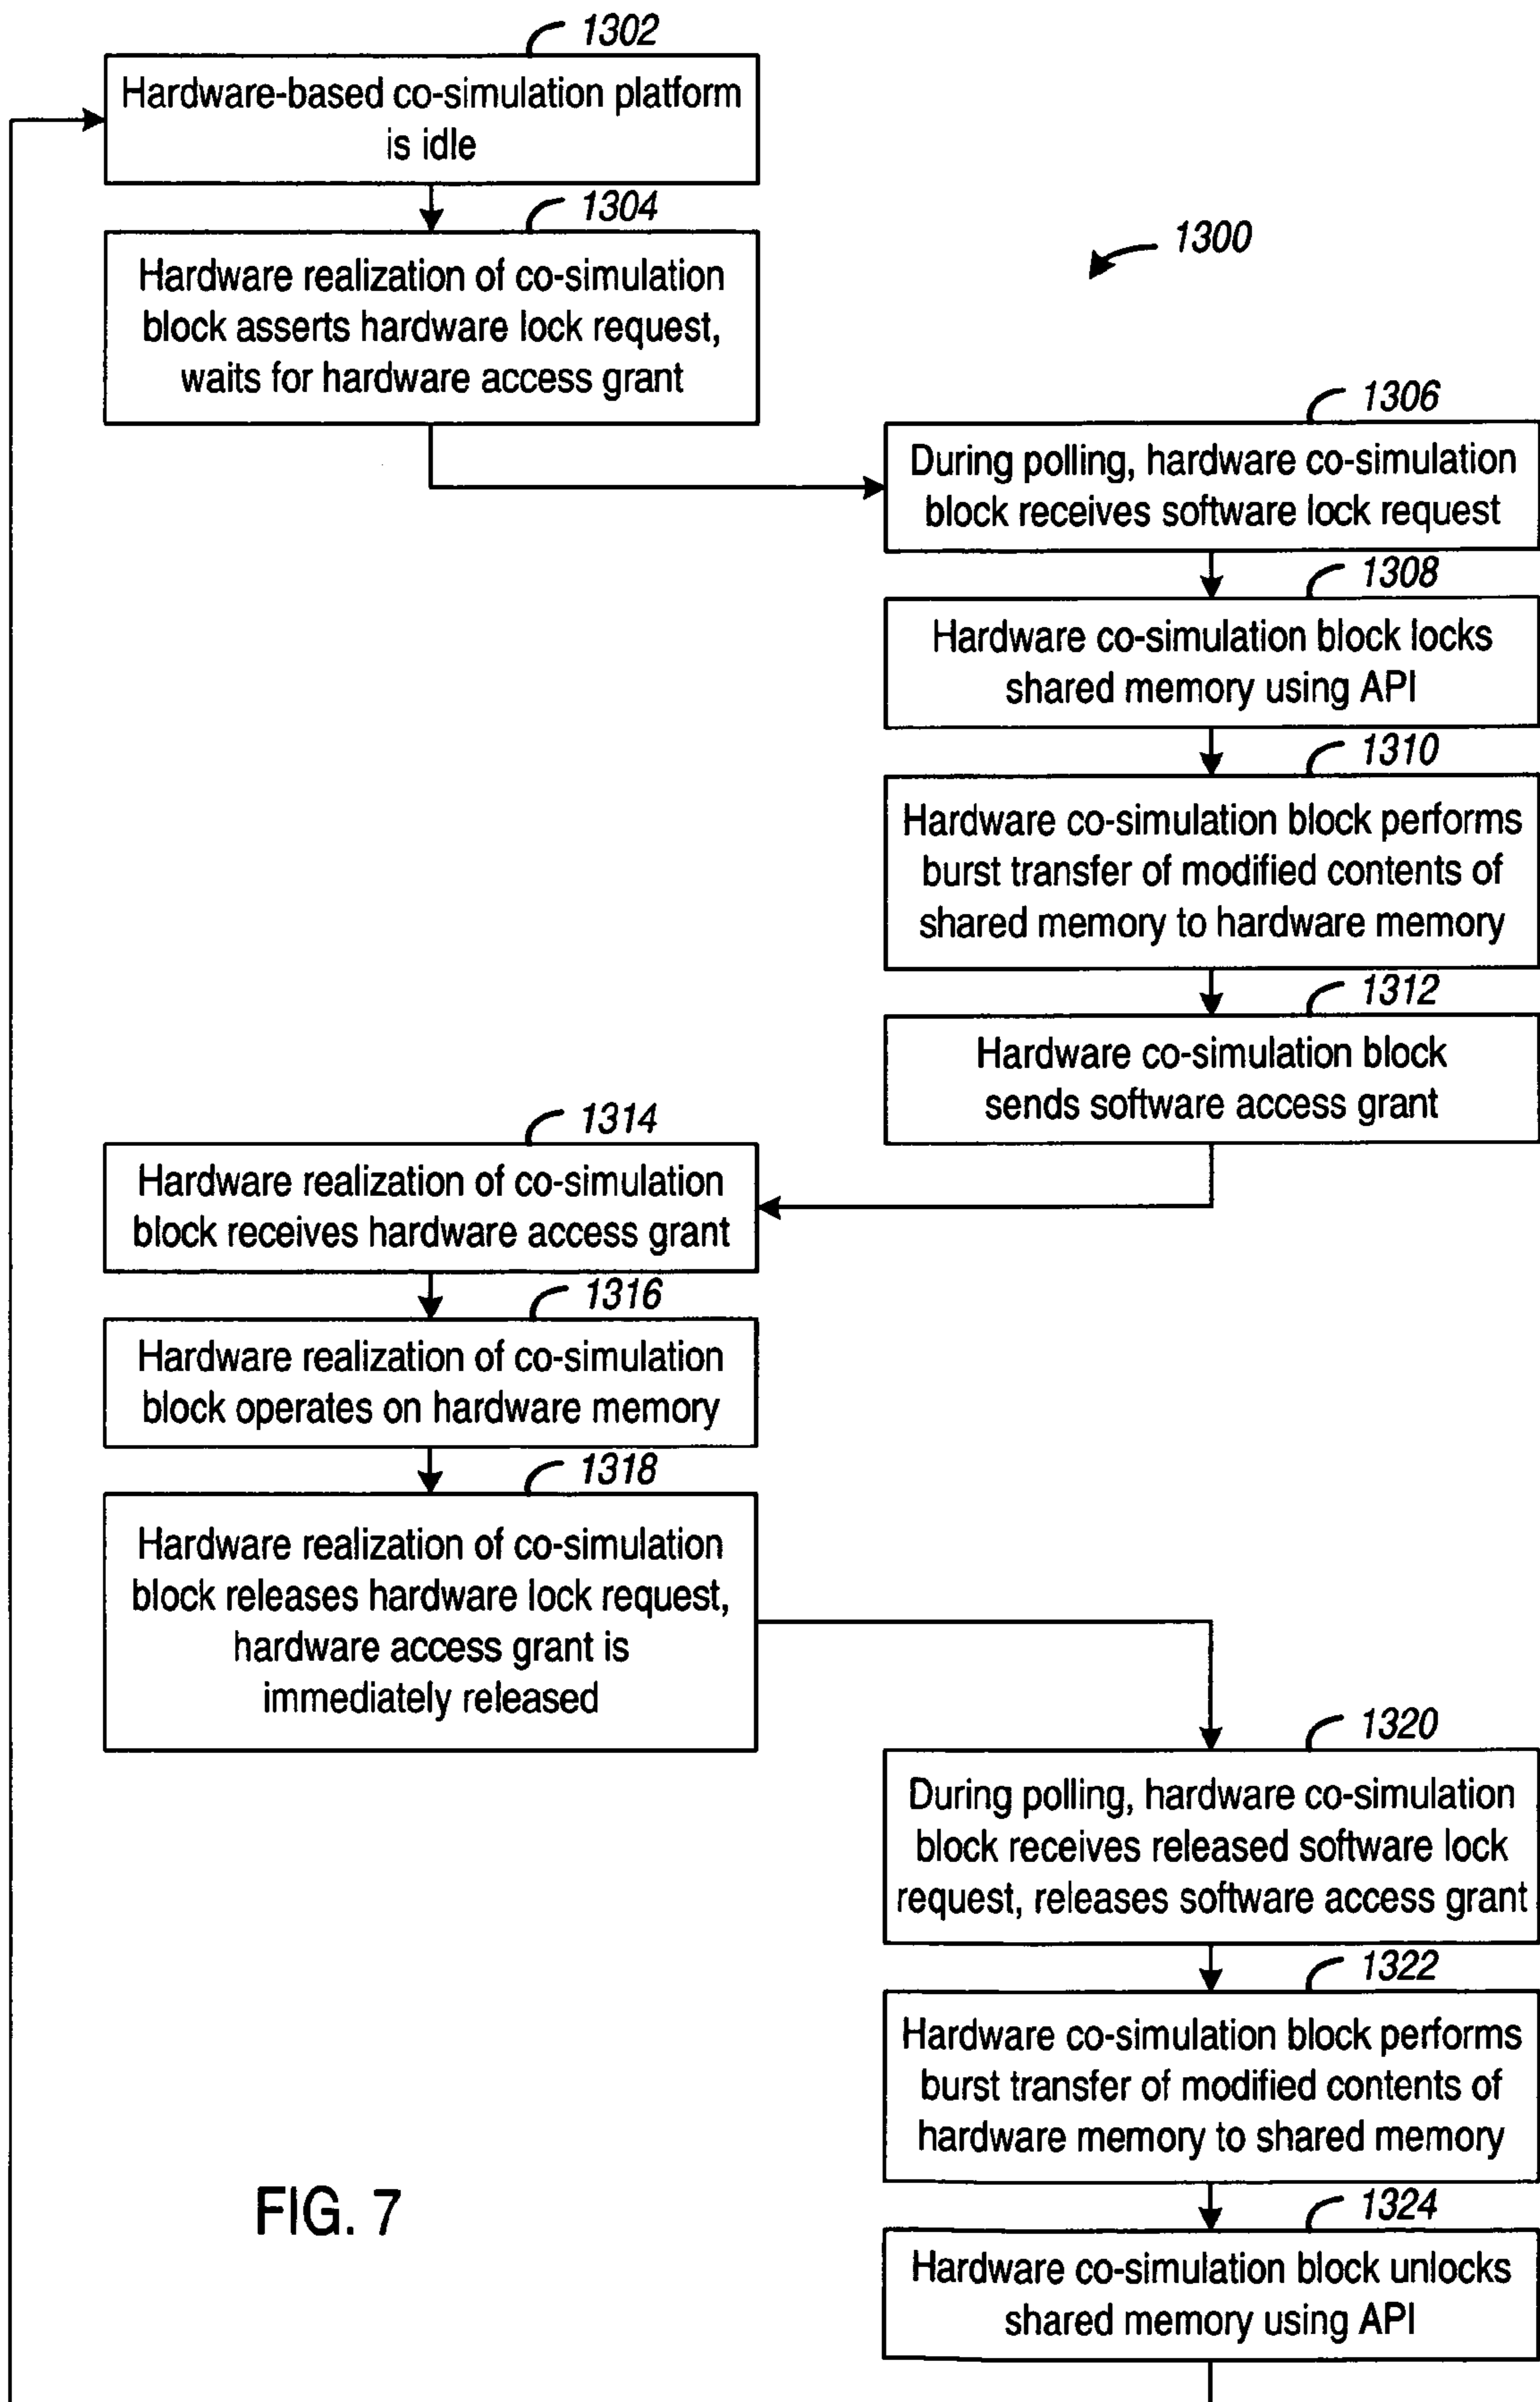 1302
Hardware-based co-simulation platform
is idle
1304
Hardware realization of co-simulation
block asserts hardware lock request,
waits for hardware access grant
1300
1306
During polling, hardware co-simulation
block receives software lock request
1308
Hardware co-simulation block locks
shared memory using API
1310
Hardware co-simulation block performs
burst transfer of modified contents of
shared memory to hardware memory
1312
Hardware co-simulation block
sends software access grant
1314
Hardware realization of co-simulation
block receives hardware access grant
1316
Hardware realization of co-simulation
block operates on hardware memory
1318
Hardware realization of co-simulation
block releases hardware lock request,
hardware access grant is
immediately released
1320
During polling, hardware co-simulation
block receives released software lock
request, releases software access grant
1322
Hardware co-simulation block performs
burst transfer of modified contents of
hardware memory to shared memory
1324
Hardware co-simulation block unlocks
shared memory using API
FIG. 7